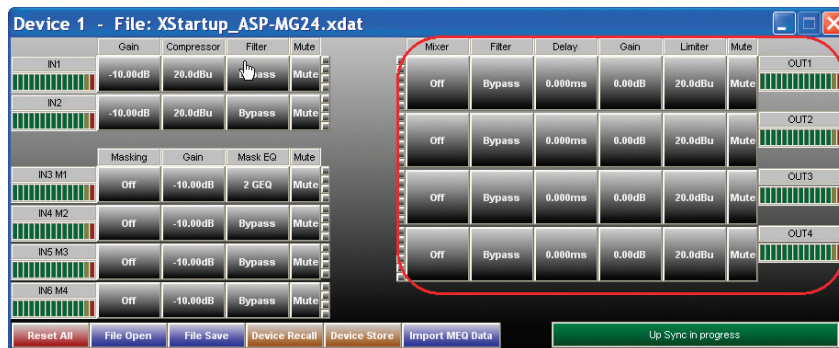 Device 1 - File: XStartup_ASP-MG24.xdat
Gain Compressor Filter Mute
IN1
-10.00dB 20.0dBu Mute
IN2
-10.00dB 20.0dBu Bypass Mute
Masking Gain Mask EQ Mute
IN3 M1
Off -10.00dB 2 GEQ Mute
IN4 M2
Off -10.00dB Bypass Mute
IN5 M3
Off -10.00dB Bypass Mute
IN6 M4
Off -10.00dB Bypass Mute
Mixer Filter Delay Gain Limiter Mute
OUT1
Off Bypass 0.000ms 0.00dB 20.0dBu Mute
OUT2
Off Bypass 0.000ms 0.00dB 20.0dBu Mute
OUT3
Off Bypass 0.000ms 0.00dB 20.0dBu Mute
OUT4
Off Bypass 0.000ms 0.00dB 20.0dBu Mute
Reset All File Open File Save Device Recall Device Store Import MEQ Data Up Sync in progress